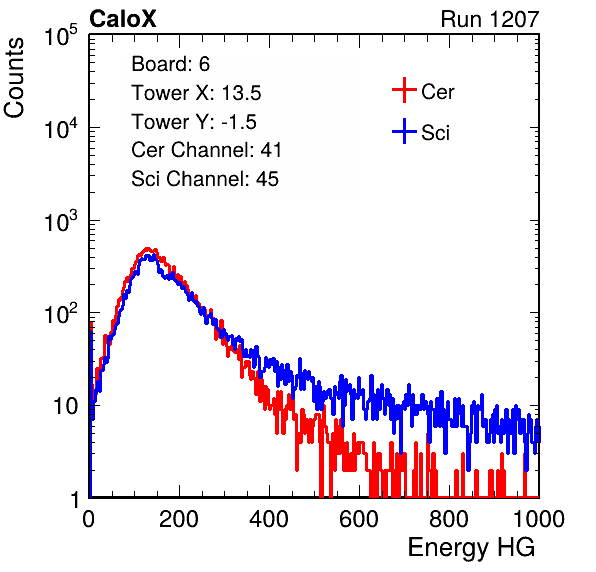 CaloX Run 1207
Counts
10^5
10^4
10^3
10^2
10
1
Board: 6
Tower X: 13.5
Tower Y: -1.5
Cer Channel: 41
Sci Channel: 45
Cer
Sci
0 200 400 600 800 1000
Energy HG